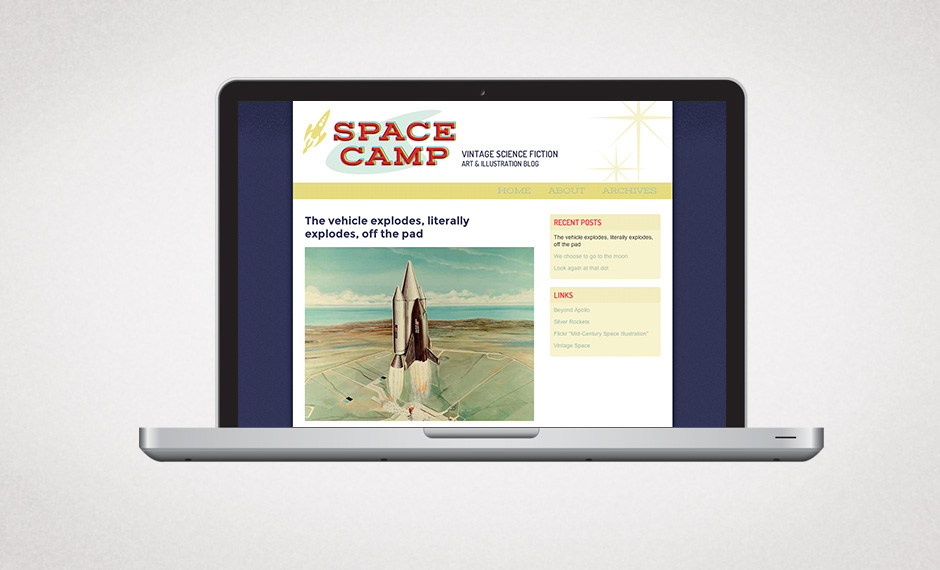 SPACE
CAMP
VINTAGE SCIENCE FICTION
ART & ILLUSTRATION BLOG
HOME ABOUT ARCHIVES
The vehicle explodes, literally
explodes, off the pad
RECENT POSTS
The vehicle explodes, literally explodes,
off the pad
We choose to go to the moon
Look again at that dot
LINKS
Beyond Apollo
Silver Rockets
Flickr "Mid-Century Space Illustration"
Vintage Space